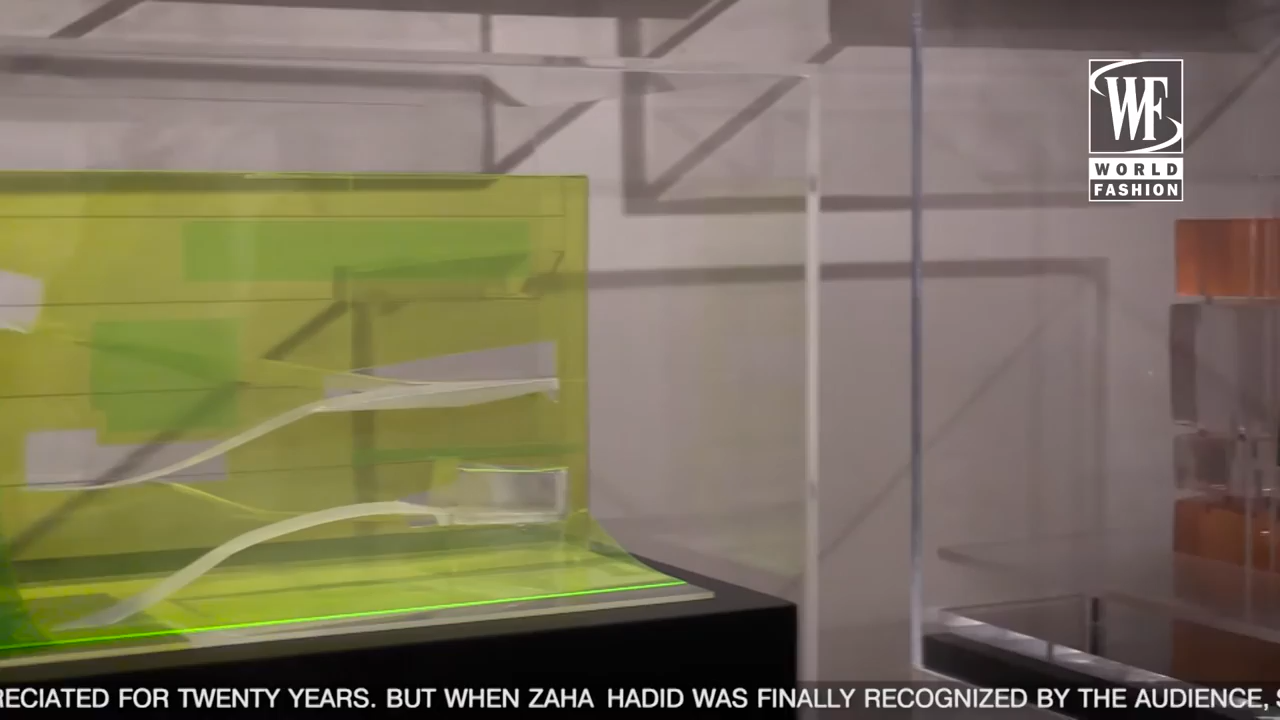 WF
WORLD
FASHION
RECIATED FOR TWENTY YEARS. BUT WHEN ZAHA HADID WAS FINALLY RECOGNIZED BY THE AUDIENCE,